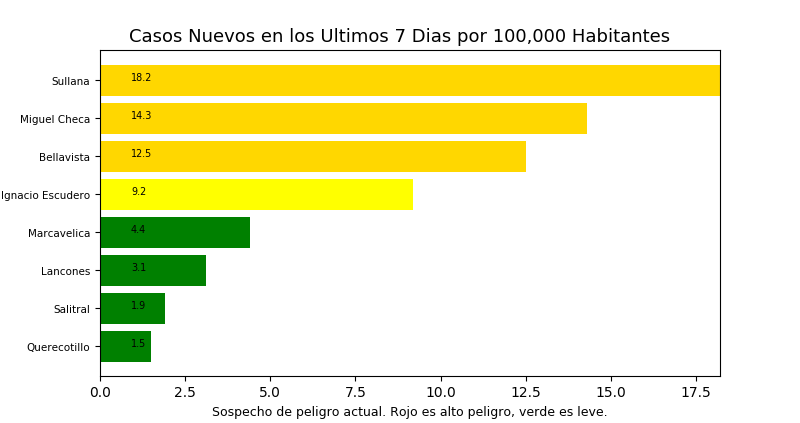 Casos Nuevos en los Ultimos 7 Dias por 100,000 Habitantes
Sullana 18.2
Miguel Checa 14.3
Bellavista 12.5
Ignacio Escudero 9.2
Marcavelica 4.4
Lancones 3.1
Salitral 1.9
Querecotillo 1.5
0.0 2.5 5.0 7.5 10.0 12.5 15.0 17.5
Sospecho de peligro actual. Rojo es alto peligro, verde es leve.